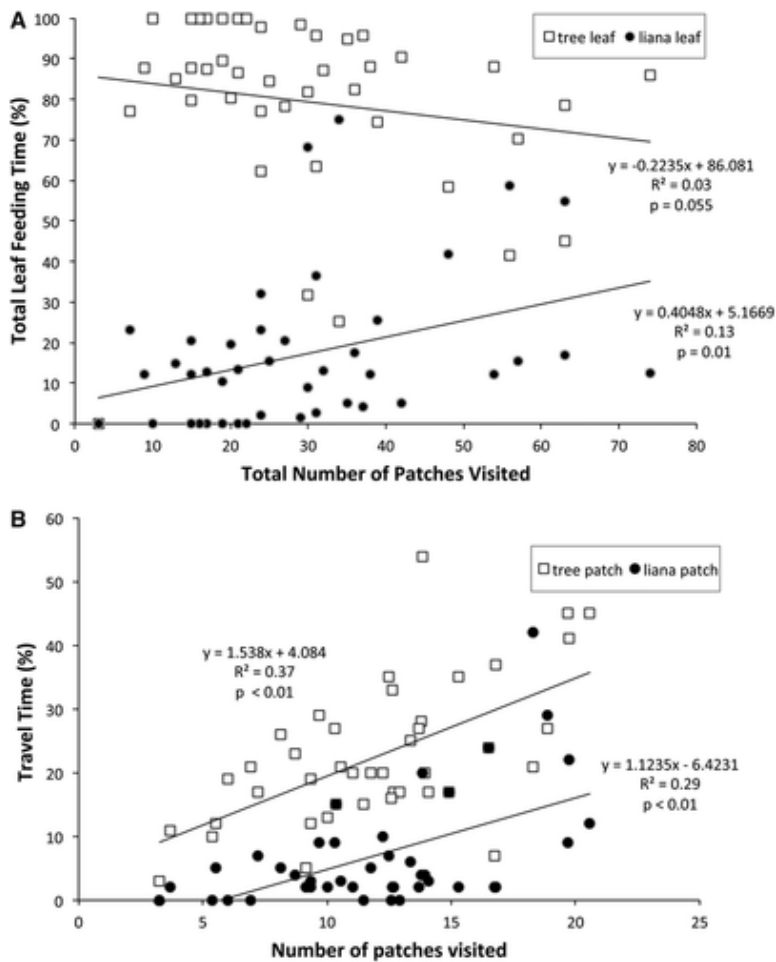 A
100
90
80
70
60
50
40
30
20
10
0
Total Leaf Feeding Time (%)
□ tree leaf ● liana leaf
y = -0.2235x + 86.081
R² = 0.03
p = 0.055
y = 0.4048x + 5.1669
R² = 0.13
p = 0.01
0 10 20 30 40 50 60 70 80
Total Number of Patches Visited
B
60
50
40
30
20
10
0
Travel Time (%)
□ tree patch ● liana patch
y = 1.538x + 4.084
R² = 0.37
p < 0.01
y = 1.1235x - 6.4231
R² = 0.29
p < 0.01
0 5 10 15 20 25
Number of patches visited